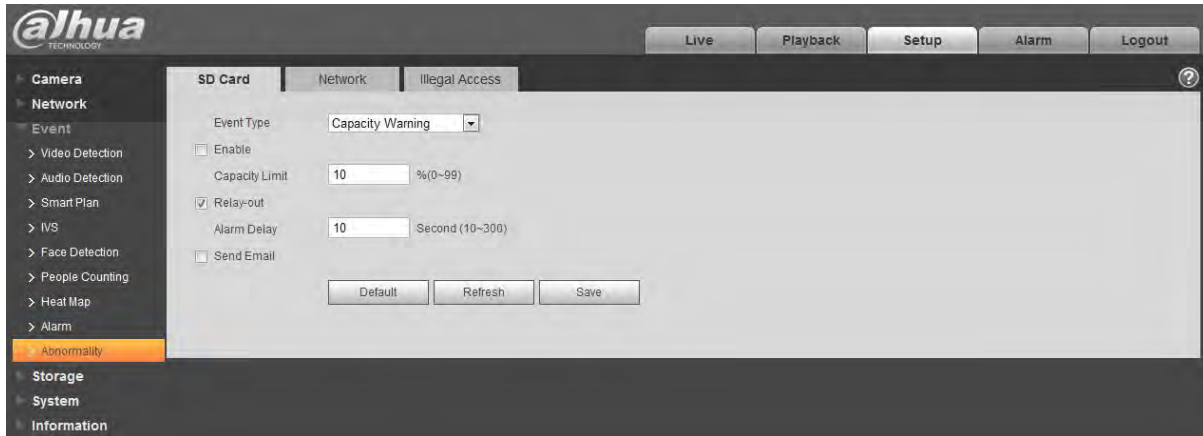 alhua
TECHNOLOGY
Live
Playback
Setup
Alarm
Logout
Camera
Network
Event
> Video Detection
> Audio Detection
> Smart Plan
> IVS
> Face Detection
> People Counting
> Heat Map
> Alarm
> Abnormality
Storage
System
Information
SD Card
Network
Illegal Access
?
Event Type Capacity Warning
Enable
Capacity Limit 10 %(0~99)
Relay-out
Alarm Delay 10 Second (10~300)
Send Email
Default Refresh Save